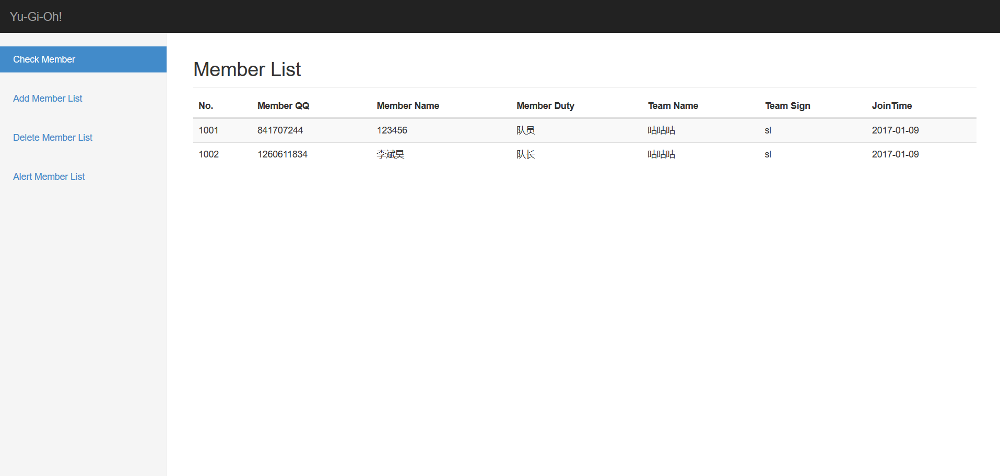 Yu-Gi-Oh!
Check Member
Add Member List
Delete Member List
Alert Member List
Member List
No. Member QQ Member Name Member Duty Team Name Team Sign JoinTime
1001 841707244 123456 队员 咕咕咕 sl 2017-01-09
1002 1260611834 李斌昊 队长 咕咕咕 sl 2017-01-09